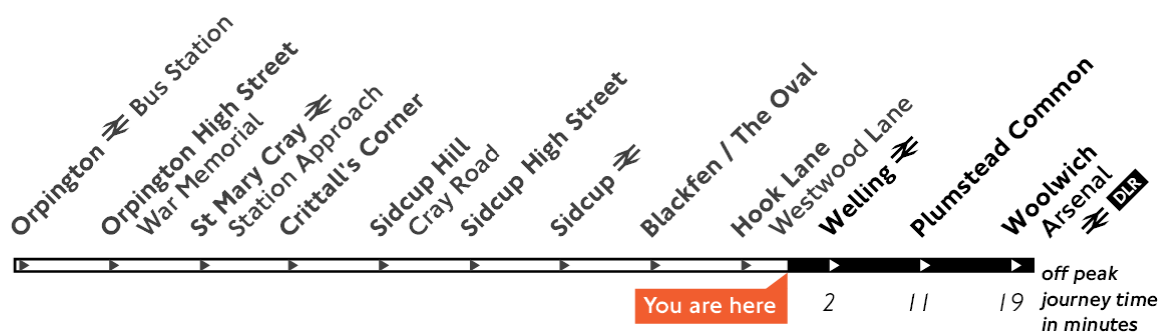 Orpington Bus Station
Orpington High Street
War Memorial
St Mary Cray
Station Approach
Crittall's Corner
Sidcup Hill
Cray Road
Sidcup High Street
Sidcup
Blackfen / The Oval
Hook Lane
Westwood Lane
Welling
Plumstead Common
Woolwich
Arsenal
DLR
You are here
2
11
19
off peak
journey time
in minutes